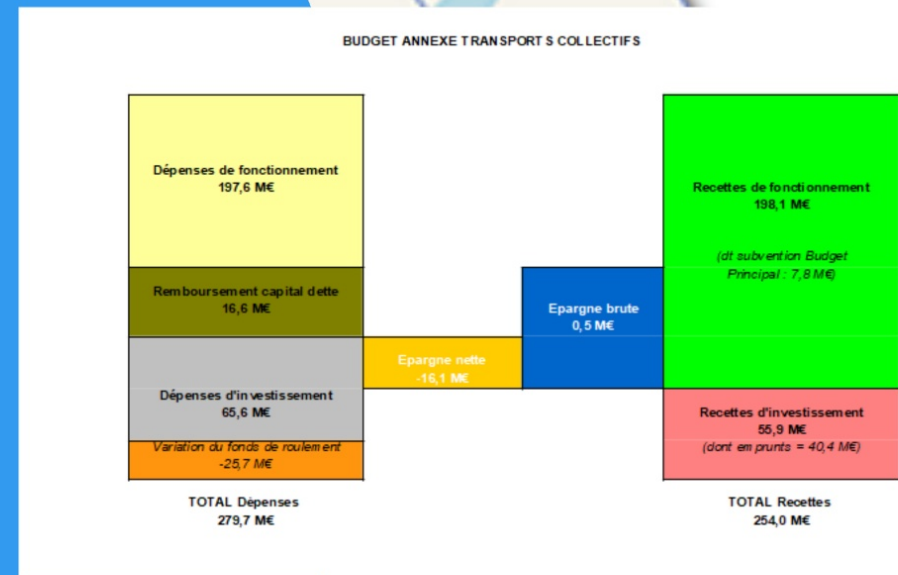 BUDGET ANNEXE TRANSPORTS COLLECTIFS
Dépenses de fonctionnement
197,6 M€
Remboursement capital dette
16,6 M€
Dépenses d'investissement
65,6 M€
Variation du fonds de roulement
-25,7 M€
TOTAL Dépenses
279,7 M€
Epargne nette
-16,1 M€
Epargne brute
0,5 M€
Recettes de fonctionnement
198,1 M€
(dt subvention Budget
Principal : 7,8 M€)
Recettes d'investissement
55,9 M€
(dont emprunts = 40,4 M€)
TOTAL Recettes
254,0 M€